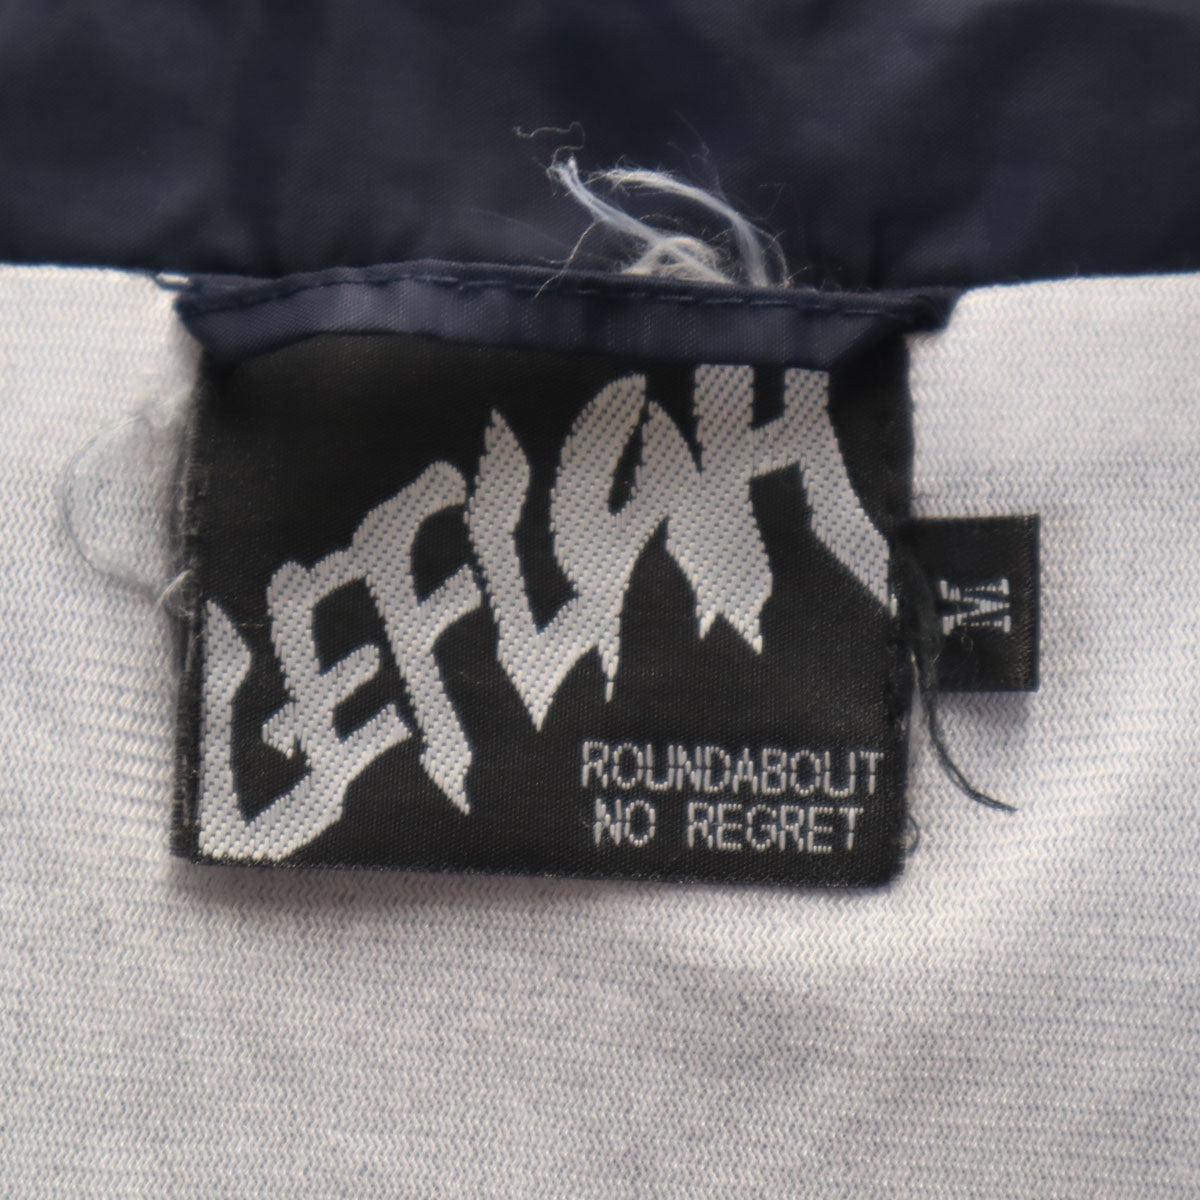 LEFLAH
ROUNDABOUT
NO REGRET
M